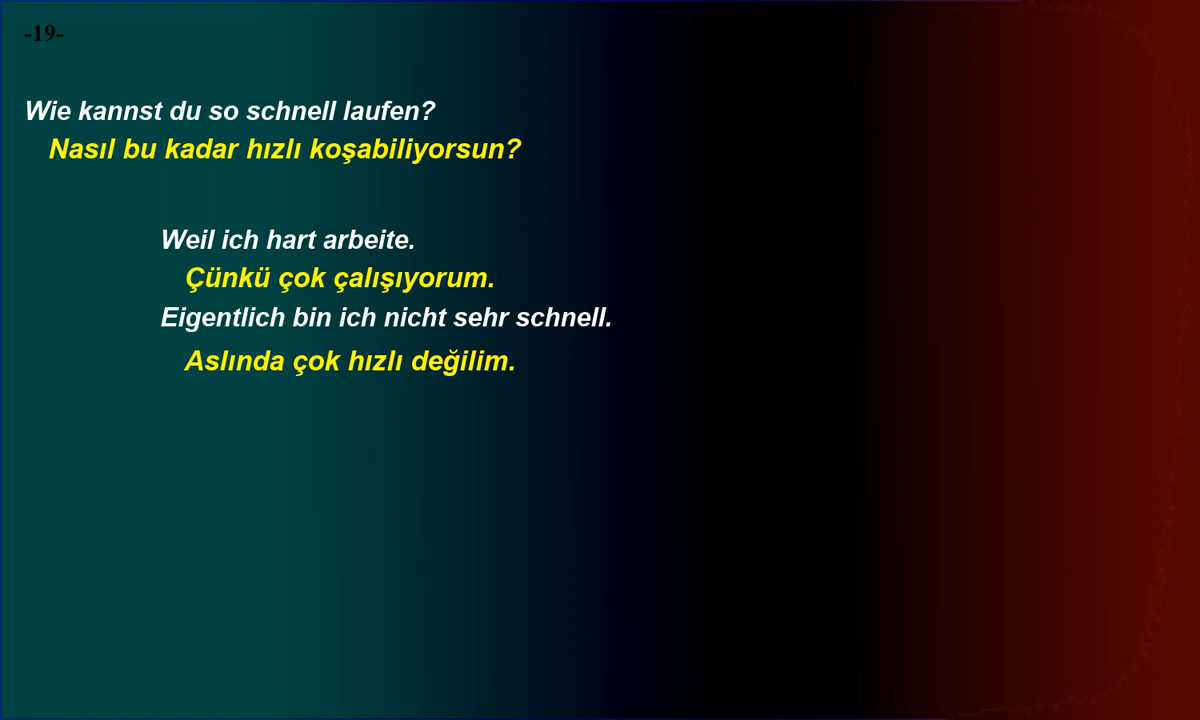 -19-
Wie kannst du so schnell laufen?
Nasıl bu kadar hızlı koşabiliyorsun?
Weil ich hart arbeite.
Çünkü çok çalışıyorum.
Eigentlich bin ich nicht sehr schnell.
Aslında çok hızlı değilim.